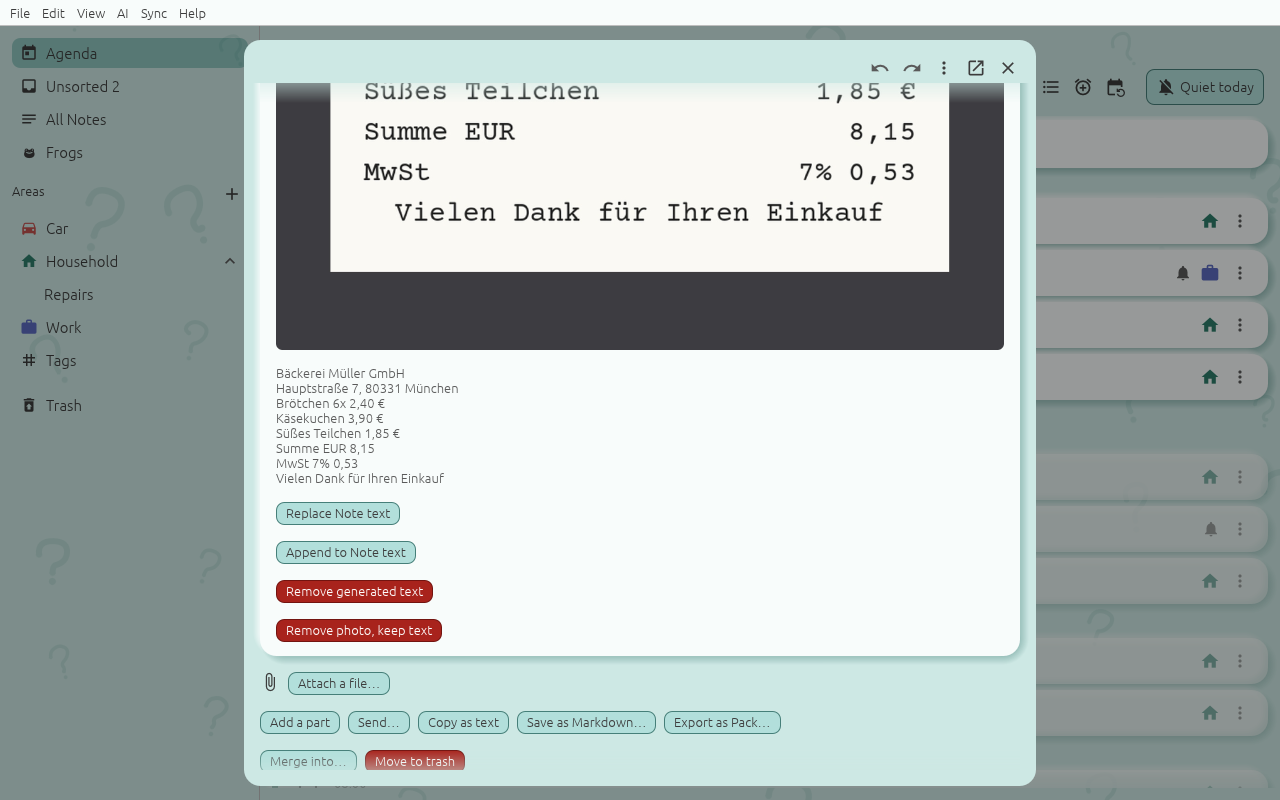 File Edit View AI Sync Help
Agenda
Unsorted 2
All Notes
Frogs
Areas
Car
Household
Repairs
Work
Tags
Trash
Quiet today
Süßes Teilchen 1,85 €
Summe EUR 8,15
MwSt 7% 0,53
Vielen Dank für Ihren Einkauf
Bäckerei Müller GmbH
Hauptstraße 7, 80331 München
Brötchen 6x 2,40 €
Käsekuchen 3,90 €
Süßes Teilchen 1,85 €
Summe EUR 8,15
MwSt 7% 0,53
Vielen Dank für Ihren Einkauf
Replace Note text
Append to Note text
Remove generated text
Remove photo, keep text
Attach a file...
Add a part
Send...
Copy as text
Save as Markdown...
Export as Pack...
Merge into...
Move to trash